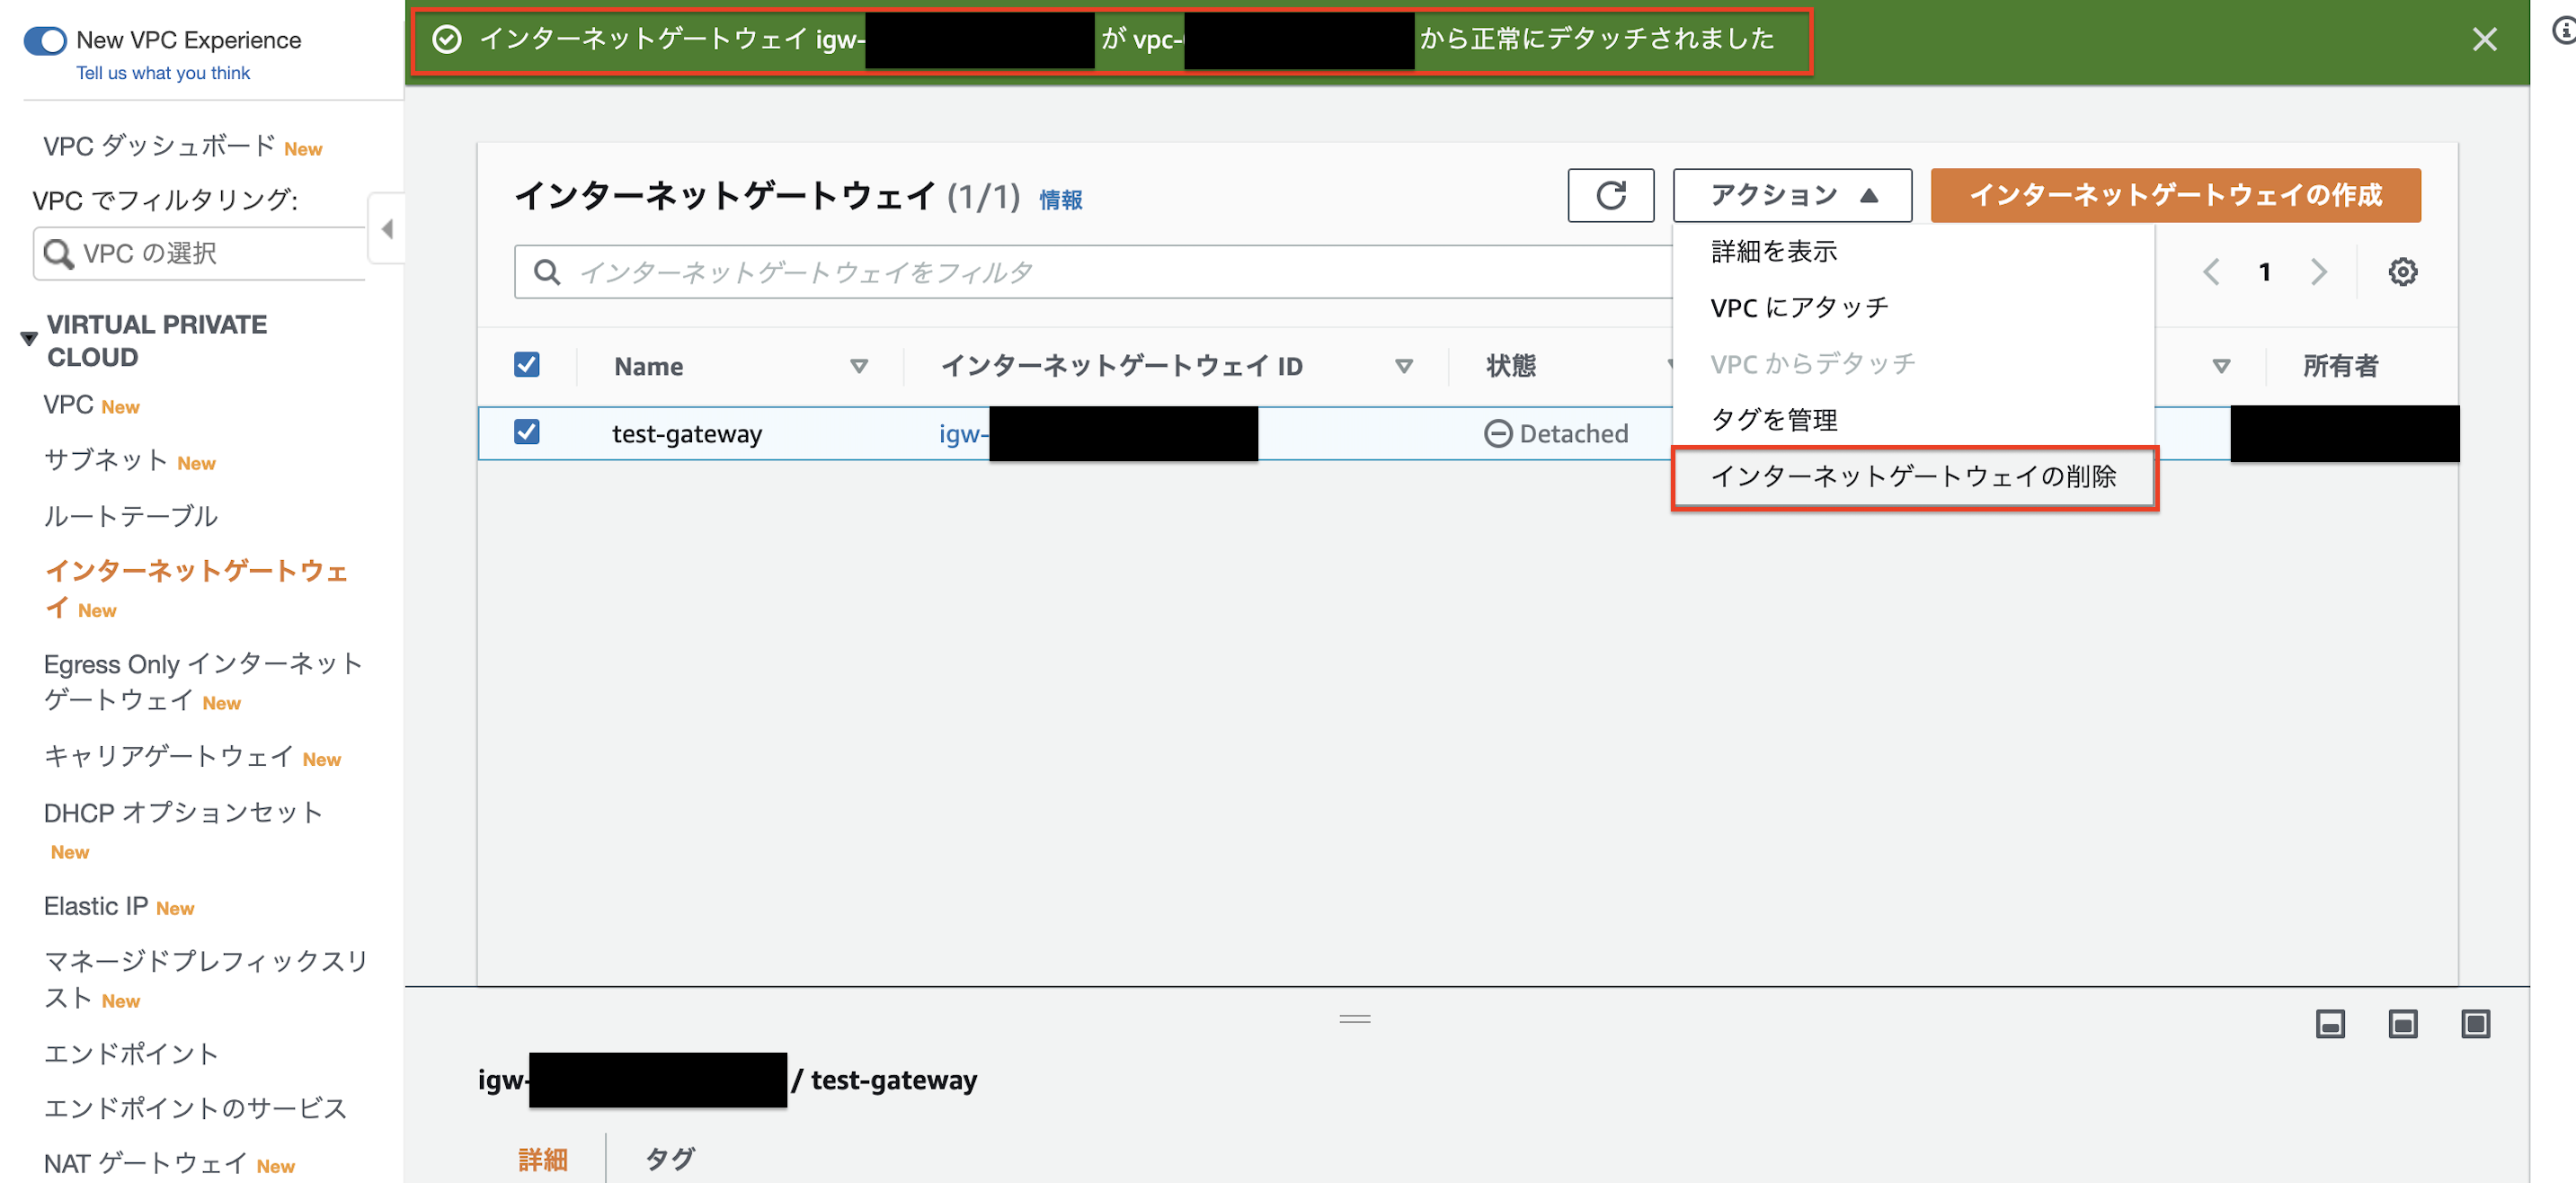 New VPC Experience
Tell us what you think
VPC ダッシュボード New
VPC でフィルタリング:
VPC の選択
VIRTUAL PRIVATE
CLOUD
VPC New
サブネット New
ルートテーブル
インターネットゲートウェ
イ New
Egress Only インターネット
ゲートウェイ New
キャリアゲートウェイ New
DHCP オプションセット
New
Elastic IP New
マネージドプレフィックスリ
スト New
エンドポイント
エンドポイントのサービス
NAT ゲートウェイ New
インターネットゲートウェイ igw- が vpc- から正常にデタッチされました
インターネットゲートウェイ (1/1) 情報
アクション
インターネットゲートウェイの作成
インターネットゲートウェイをフィルタ
1
詳細を表示
VPC にアタッチ
VPC からデタッチ
タグを管理
インターネットゲートウェイの削除
Name インターネットゲートウェイ ID 状態 所有者
test-gateway igw- Detached
igw- / test-gateway
詳細 タグ